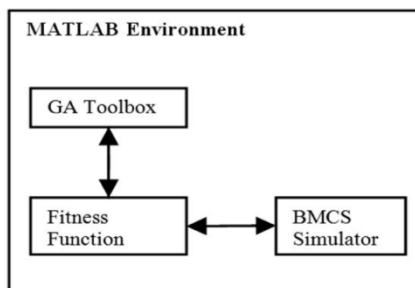 MATLAB Environment
GA Toolbox
Fitness
Function
BMCS
Simulator